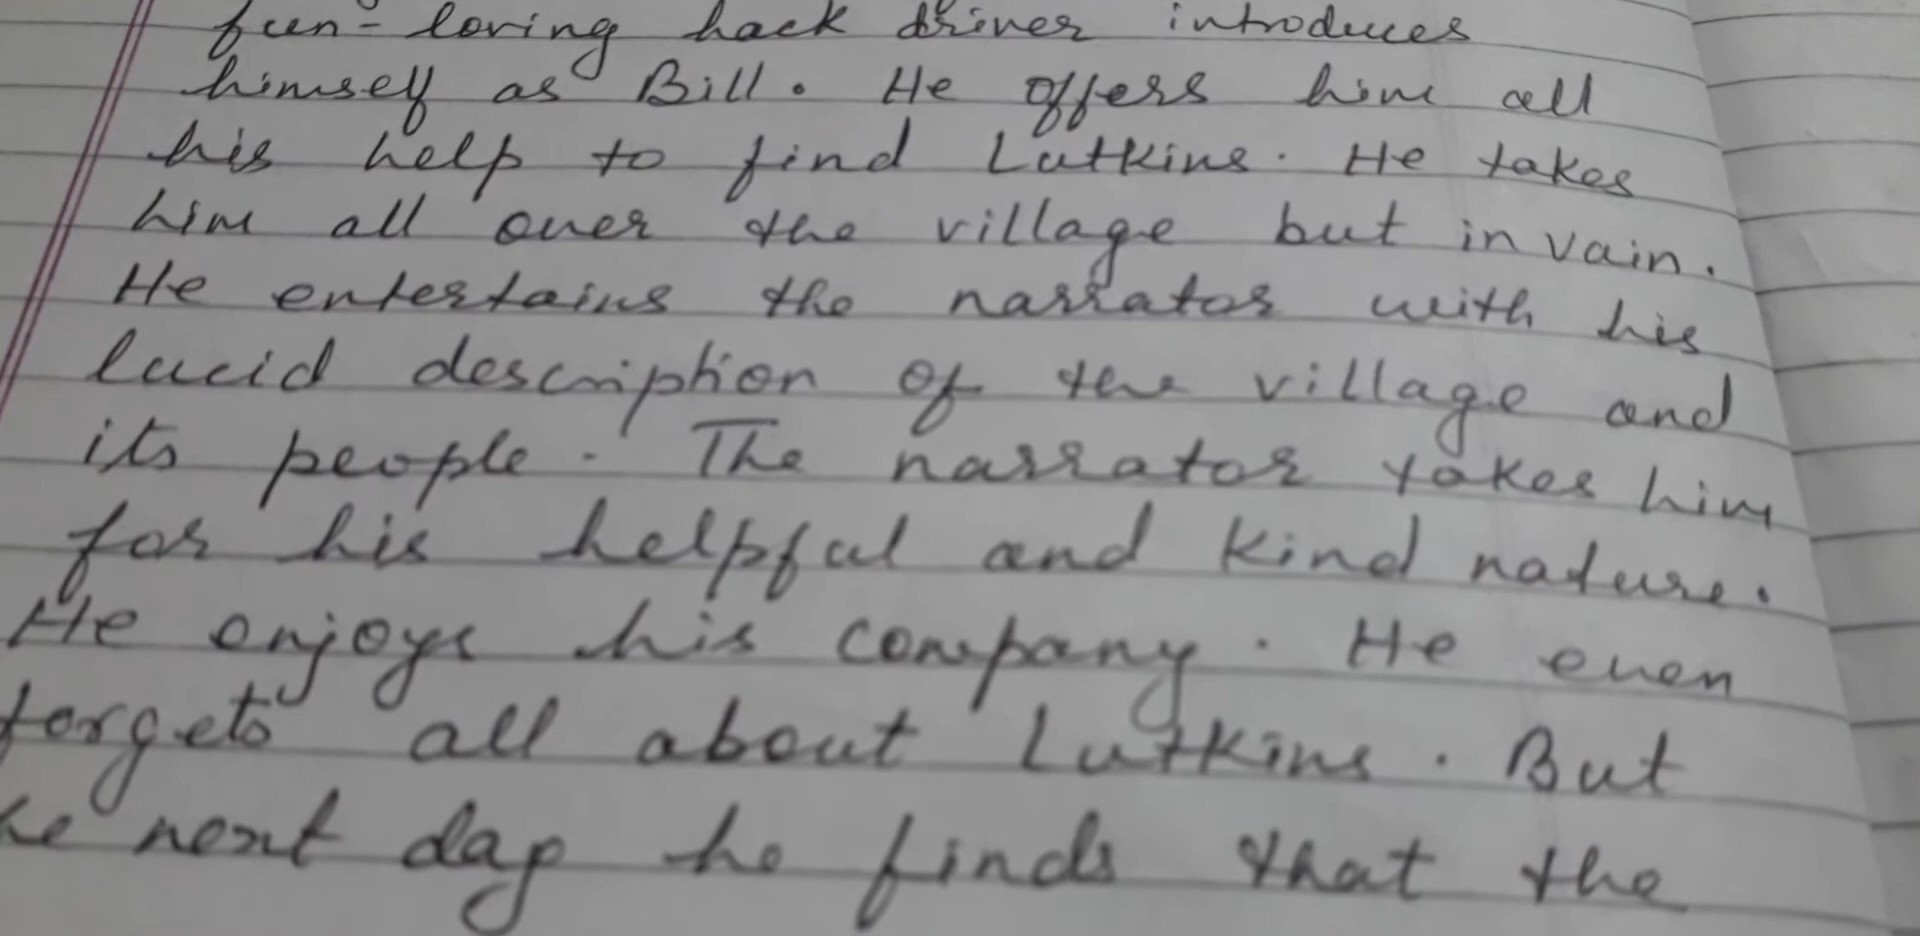 fun-loving hack driver introduces
himself as Bill. He offers him all
his help to find Lutkins. He takes
him all over the village but in vain.
He entertains the narrator with his
lucid description of the village and
its people. The narrator takes him
for his helpful and kind nature.
He enjoys his company. He even
forgets all about Lutkins. But
he next day he finds that the